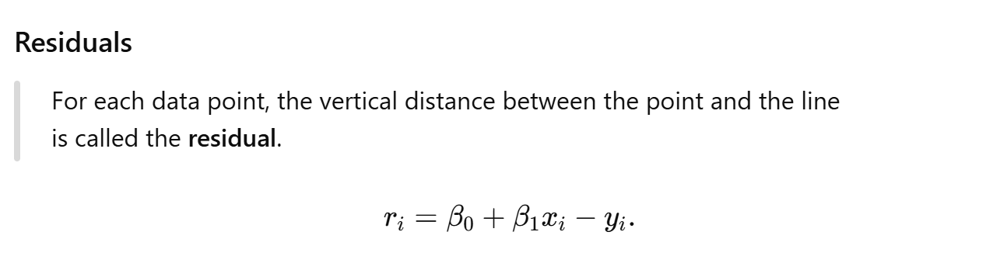 Residuals
For each data point, the vertical distance between the point and the line
is called the residual.
rᵢ = β₀ + β₁xᵢ − yᵢ.